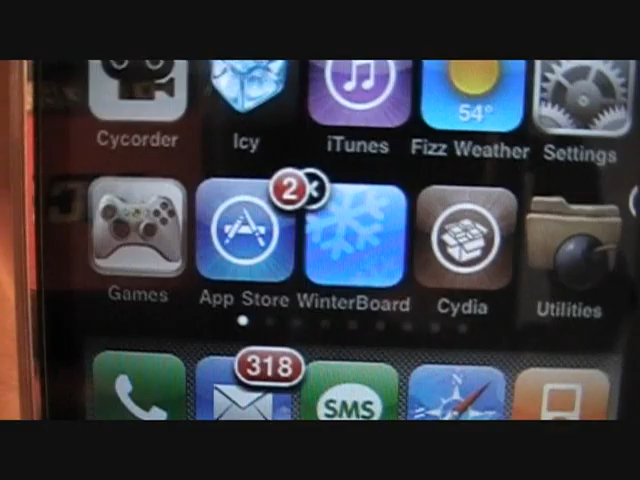 54°
Cycorder Icy iTunes Fizz Weather Settings
2
Games App Store WinterBoard Cydia Utilities
318
SMS
N